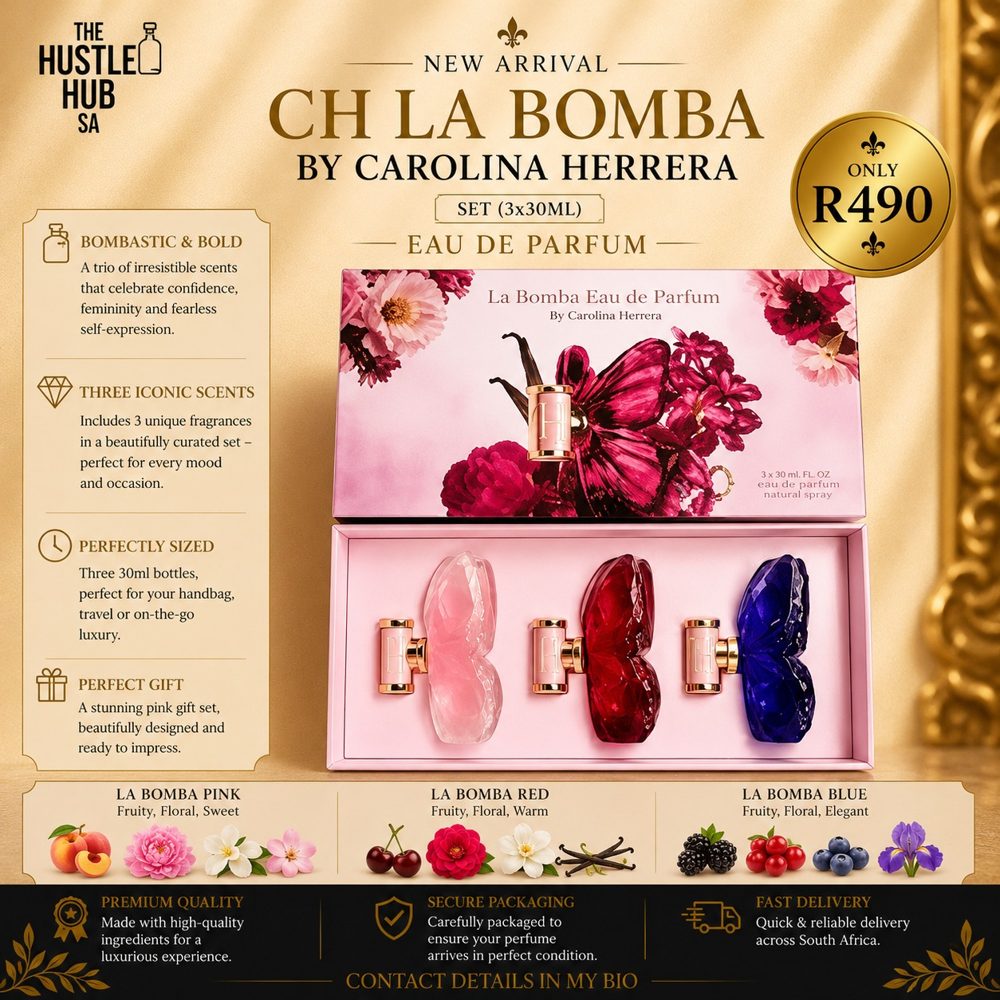 THE
HUSTLE
HUB
SA
NEW ARRIVAL
CH LA BOMBA
BY CAROLINA HERRERA
SET (3x30ML)
EAU DE PARFUM
ONLY
R490
BOMBASTIC & BOLD
A trio of irresistible scents
that celebrate confidence,
femininity and fearless
self-expression.
THREE ICONIC SCENTS
Includes 3 unique fragrances
in a beautifully curated set –
perfect for every mood
and occasion.
PERFECTLY SIZED
Three 30ml bottles,
perfect for your handbag,
travel or on-the-go
luxury.
PERFECT GIFT
A stunning pink gift set,
beautifully designed and
ready to impress.
La Bomba Eau de Parfum
By Carolina Herrera
H
3 x 30 ml. FL. OZ
eau de parfum
natural spray
LA BOMBA PINK
Fruity, Floral, Sweet
LA BOMBA RED
Fruity, Floral, Warm
LA BOMBA BLUE
Fruity, Floral, Elegant
PREMIUM QUALITY
Made with high-quality
ingredients for a
luxurious experience.
SECURE PACKAGING
Carefully packaged to
ensure your perfume
arrives in perfect condition.
FAST DELIVERY
Quick & reliable delivery
across South Africa.
CONTACT DETAILS IN MY BIO